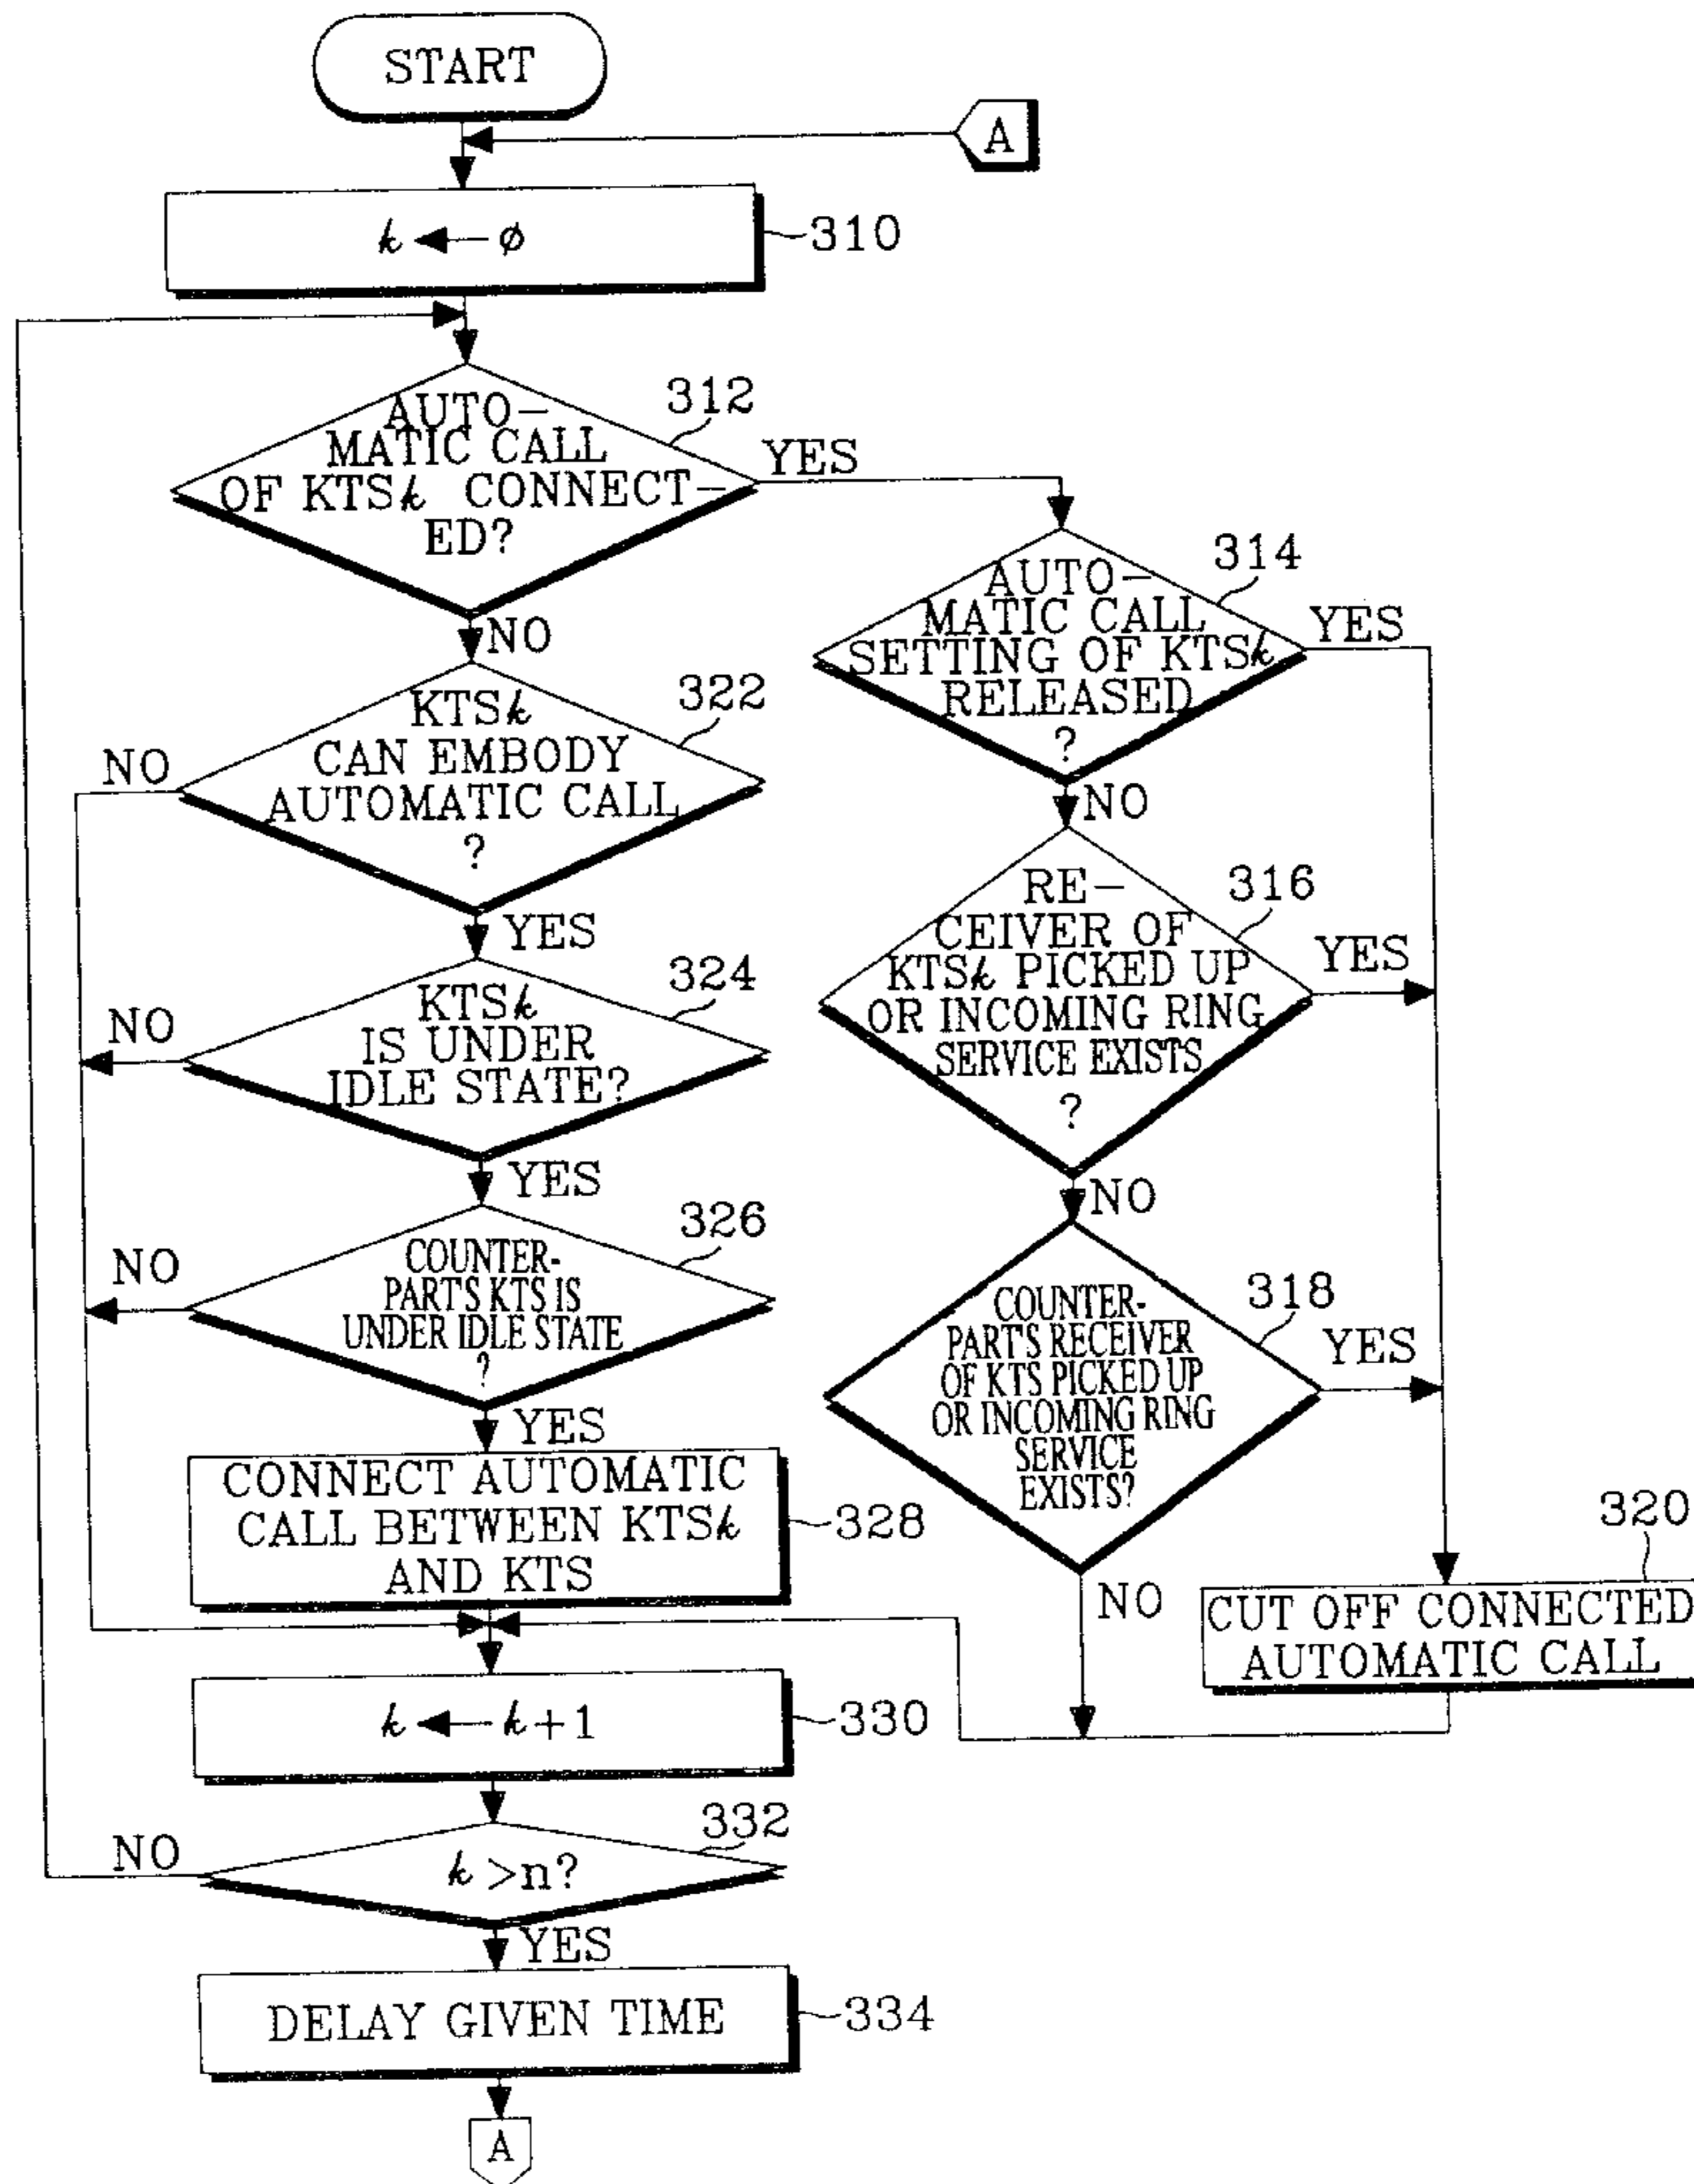 START
A
k ← ø
310
AUTO-
MATIC CALL
OF KTSk CONNECT-
ED?
312
YES
NO
AUTO-
MATIC CALL
SETTING OF KTSk
RELEASED
?
314
YES
NO
KTSk
CAN EMBODY
AUTOMATIC CALL
?
322
NO
YES
RE-
CEIVER OF
KTSk PICKED UP
OR INCOMING RING
SERVICE EXISTS
?
316
YES
NO
KTSk
IS UNDER
IDLE STATE?
324
NO
YES
COUNTER-
PART'S KTS IS
UNDER IDLE STATE
?
326
NO
YES
COUNTER-
PART'S RECEIVER
OF KTS PICKED UP
OR INCOMING RING
SERVICE
EXISTS?
318
YES
NO
CONNECT AUTOMATIC
CALL BETWEEN KTSk
AND KTS
328
320
CUT OFF CONNECTED
AUTOMATIC CALL
k ← k+1
330
k >n?
332
NO
YES
DELAY GIVEN TIME
334
A